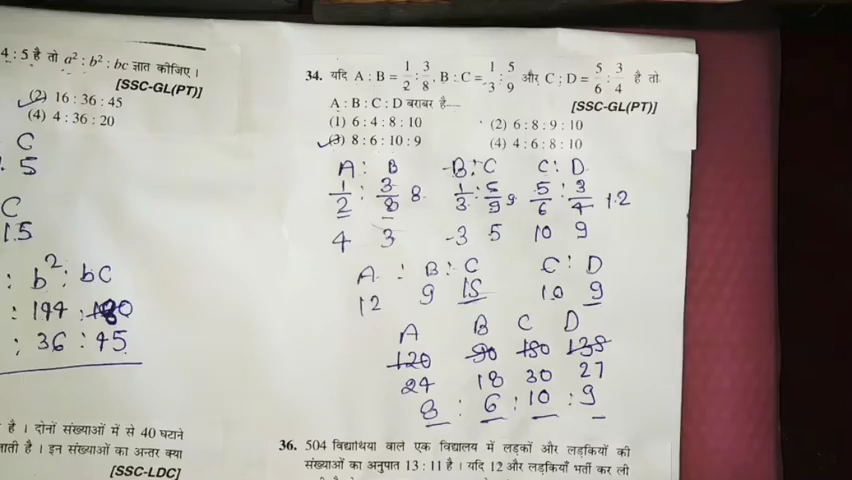 4 : 5 है तो a² : b² : bc ज्ञात कीजिए ।
[SSC-GL(PT)]
(2) 16 : 36 : 45
(4) 4 : 36 : 20
C
5
C
15
: b² : bc
: 144 : 180
: 36 : 45
है । दोनों संख्याओं में से 40 घटाने
है । इन संख्याओं का अन्तर क्या
[SSC-LDC]
34. यदि A : B = 1/2 : 3/8, B : C = 1/3 : 5/9 और C : D = 5/6 : 3/4 है तो
A : B : C : D बराबर है—
[SSC-GL(PT)]
(1) 6 : 4 : 8 : 10 (2) 6 : 8 : 9 : 10
(3) 8 : 6 : 10 : 9 (4) 4 : 6 : 8 : 10
A : B B : C C : D
1/2 : 3/8 8 1/3 : 5/9 9 5/6 : 3/4 12
4 3 3 5 10 9
A : B : C C : D
12 9 15 10 9
A B C D
120 90 150 135
24 18 30 27
8 : 6 : 10 : 9
36. 504 विद्यार्थियों वाले एक विद्यालय में लड़कों और लड़कियों की
संख्याओं का अनुपात 13 : 11 है । यदि 12 और लड़कियाँ भर्ती कर ली